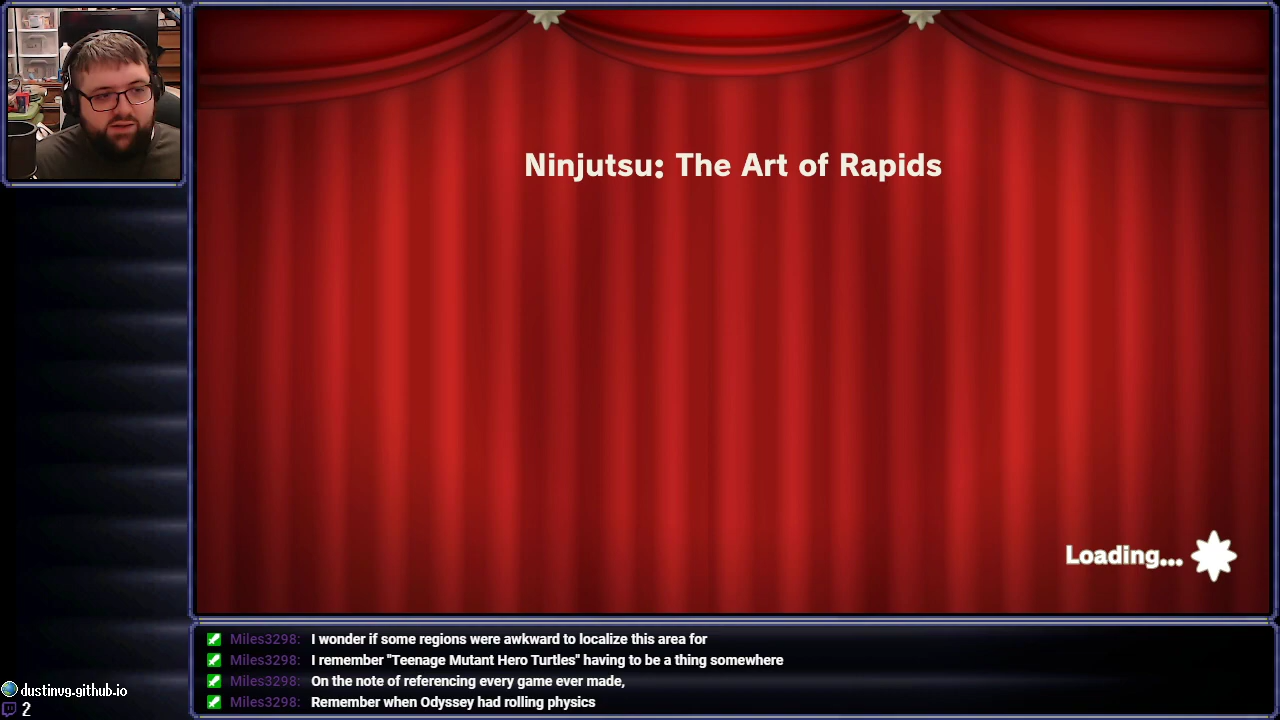 Ninjutsu: The Art of Rapids
Loading...
Miles3298: I wonder if some regions were awkward to localize this area for
Miles3298: I remember "Teenage Mutant Hero Turtles" having to be a thing somewhere
Miles3298: On the note of referencing every game ever made,
Miles3298: Remember when Odyssey had rolling physics
dustinvg.github.io
2